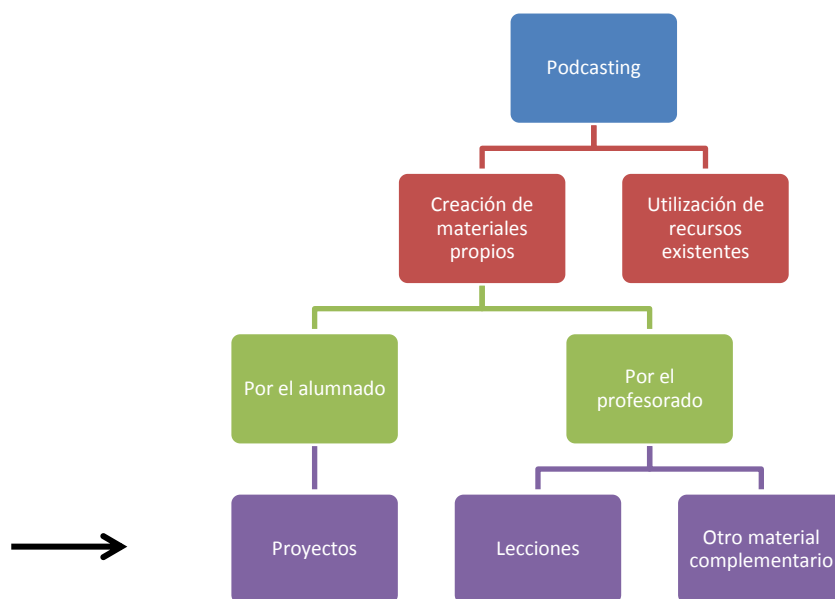 Podcasting
Creación de
materiales
propios
Utilización de
recursos
existentes
Por el alumnado
Por el
profesorado
Proyectos
Lecciones
Otro material
complementario